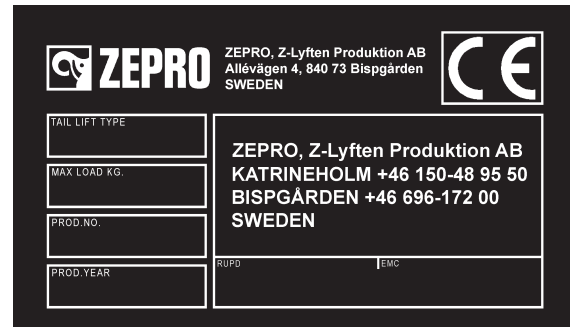 ZEPRO
ZEPRO, Z-Lyften Produktion AB
Allévägen 4, 840 73 Bispgården
SWEDEN
CE
TAIL LIFT TYPE
MAX LOAD KG.
PROD.NO.
PROD.YEAR
ZEPRO, Z-Lyften Produktion AB
KATRINEHOLM +46 150-48 95 50
BISPGÅRDEN +46 696-172 00
SWEDEN
RUPD
EMC